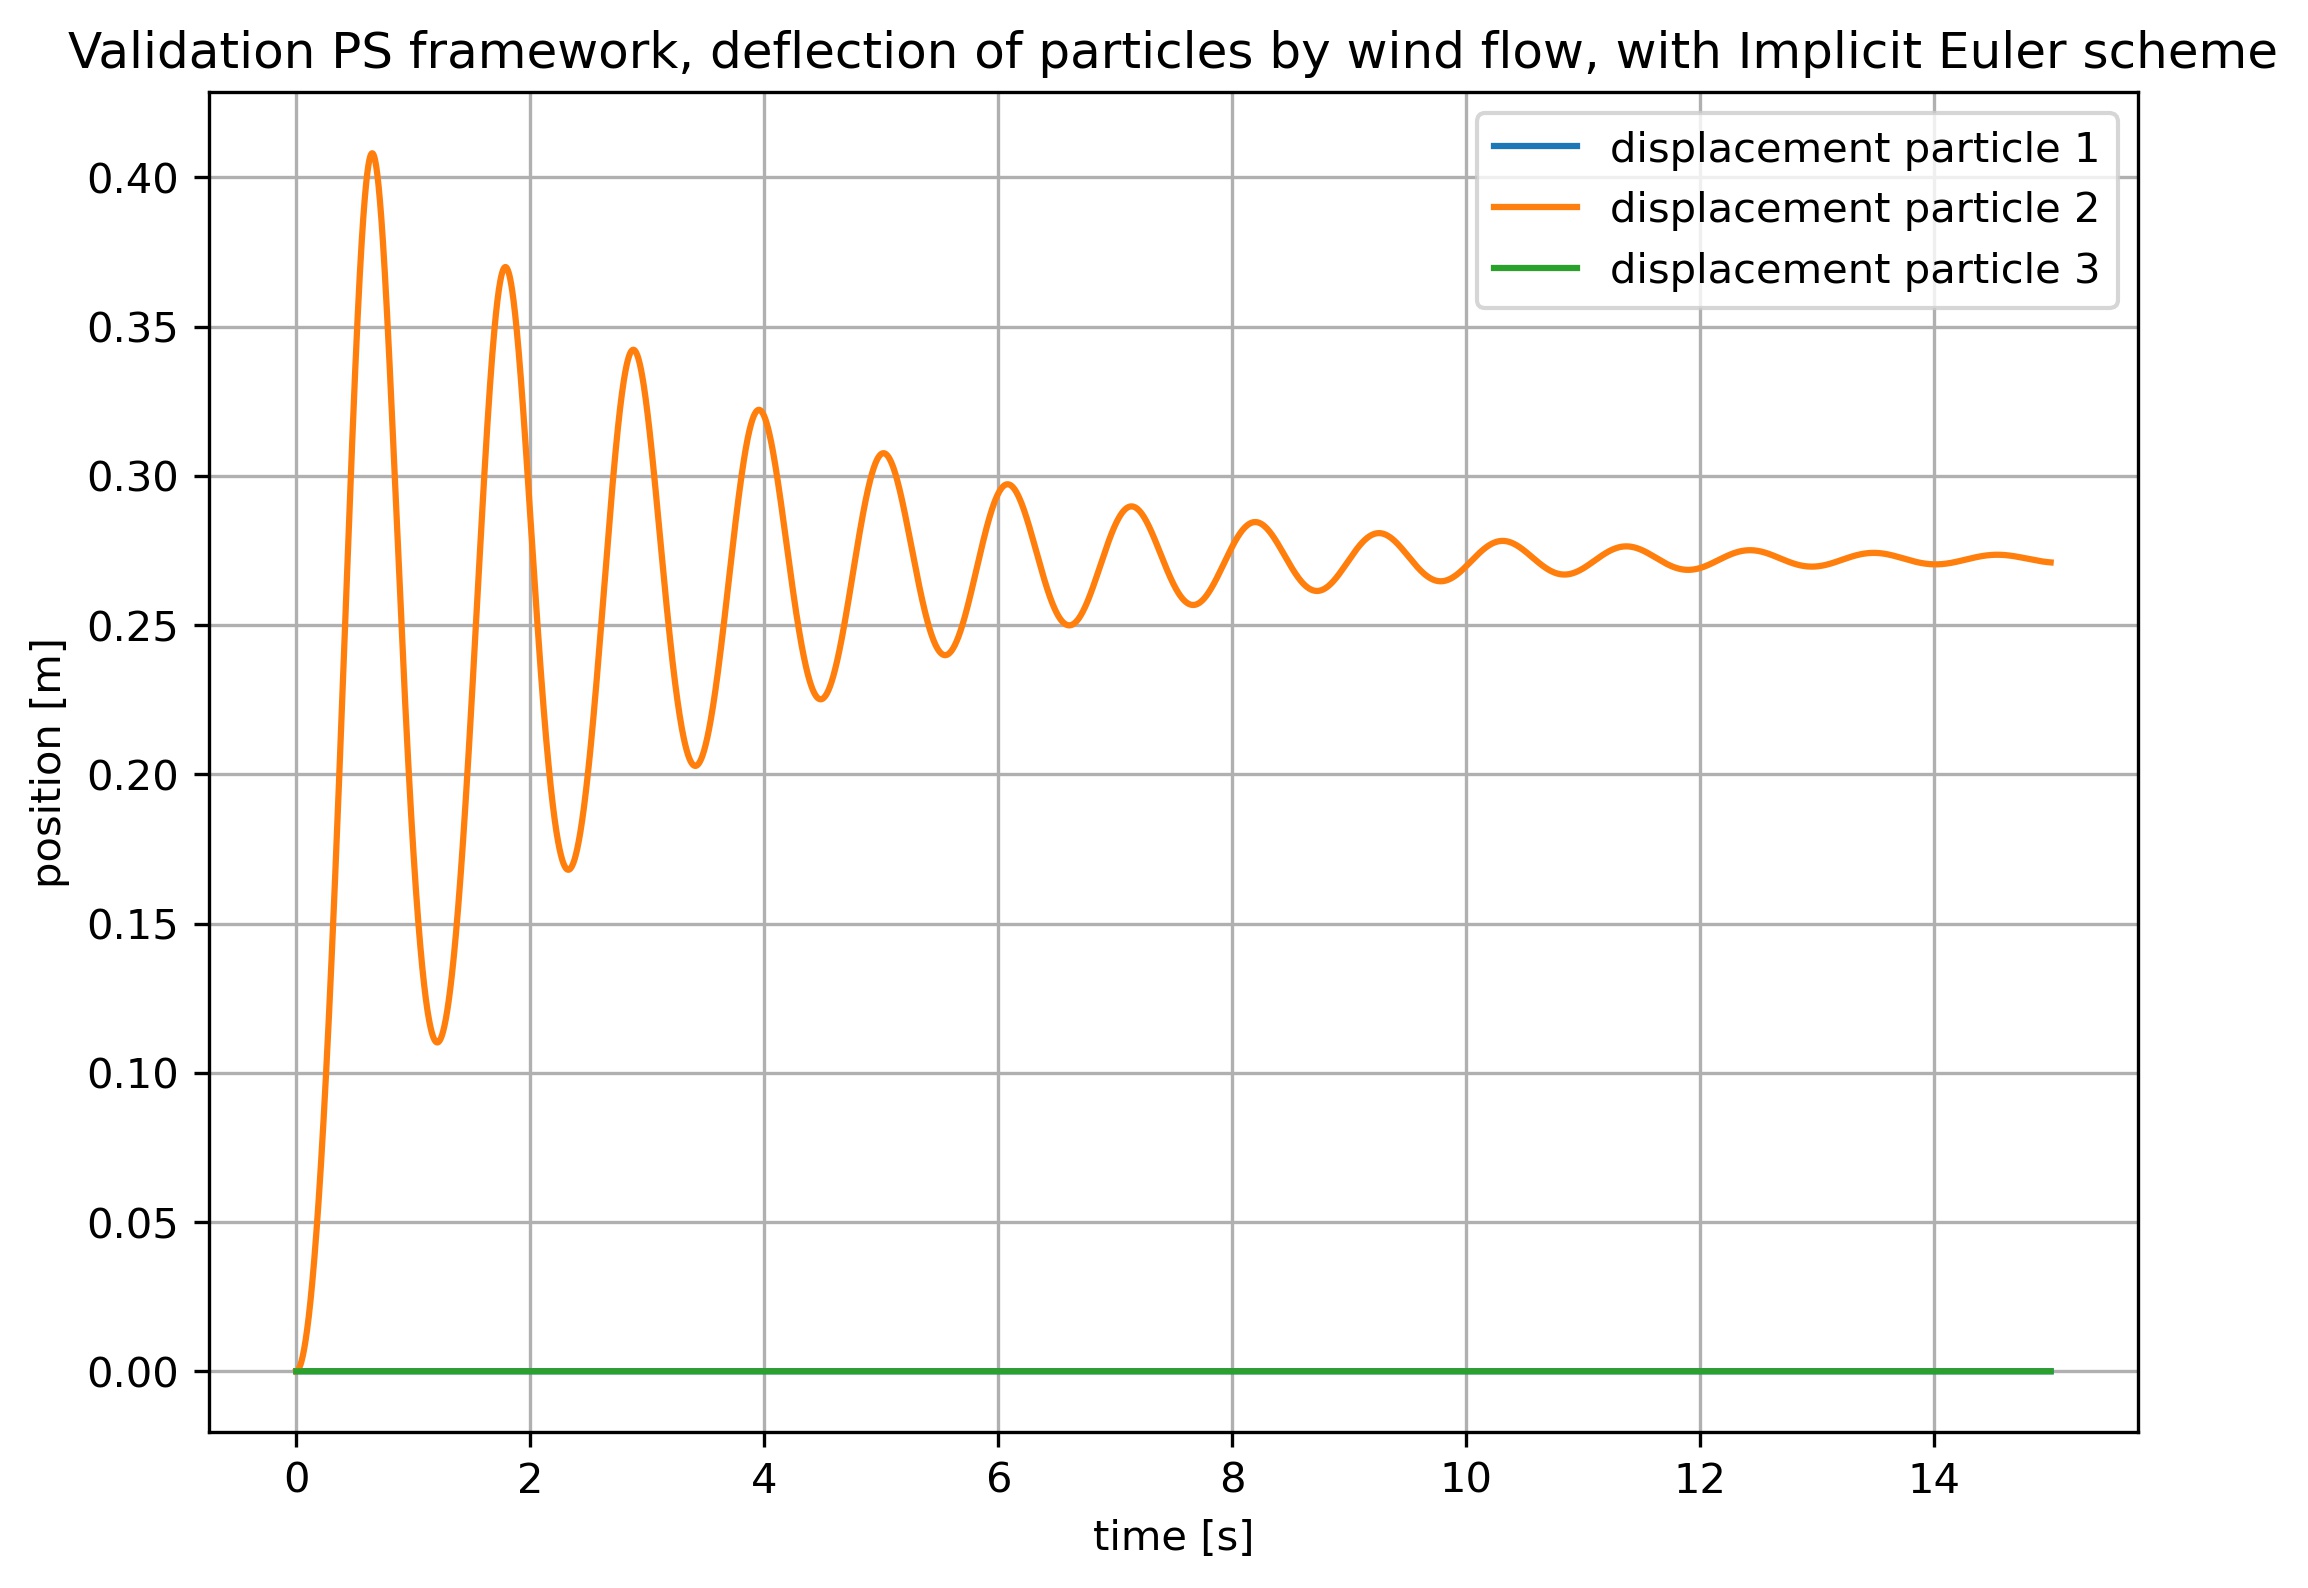 Validation PS framework, deflection of particles by wind flow, with Implicit Euler scheme
displacement particle 1
displacement particle 2
displacement particle 3
0.40
0.35
0.30
0.25
0.20
0.15
0.10
0.05
0.00
position [m]
0 2 4 6 8 10 12 14
time [s]